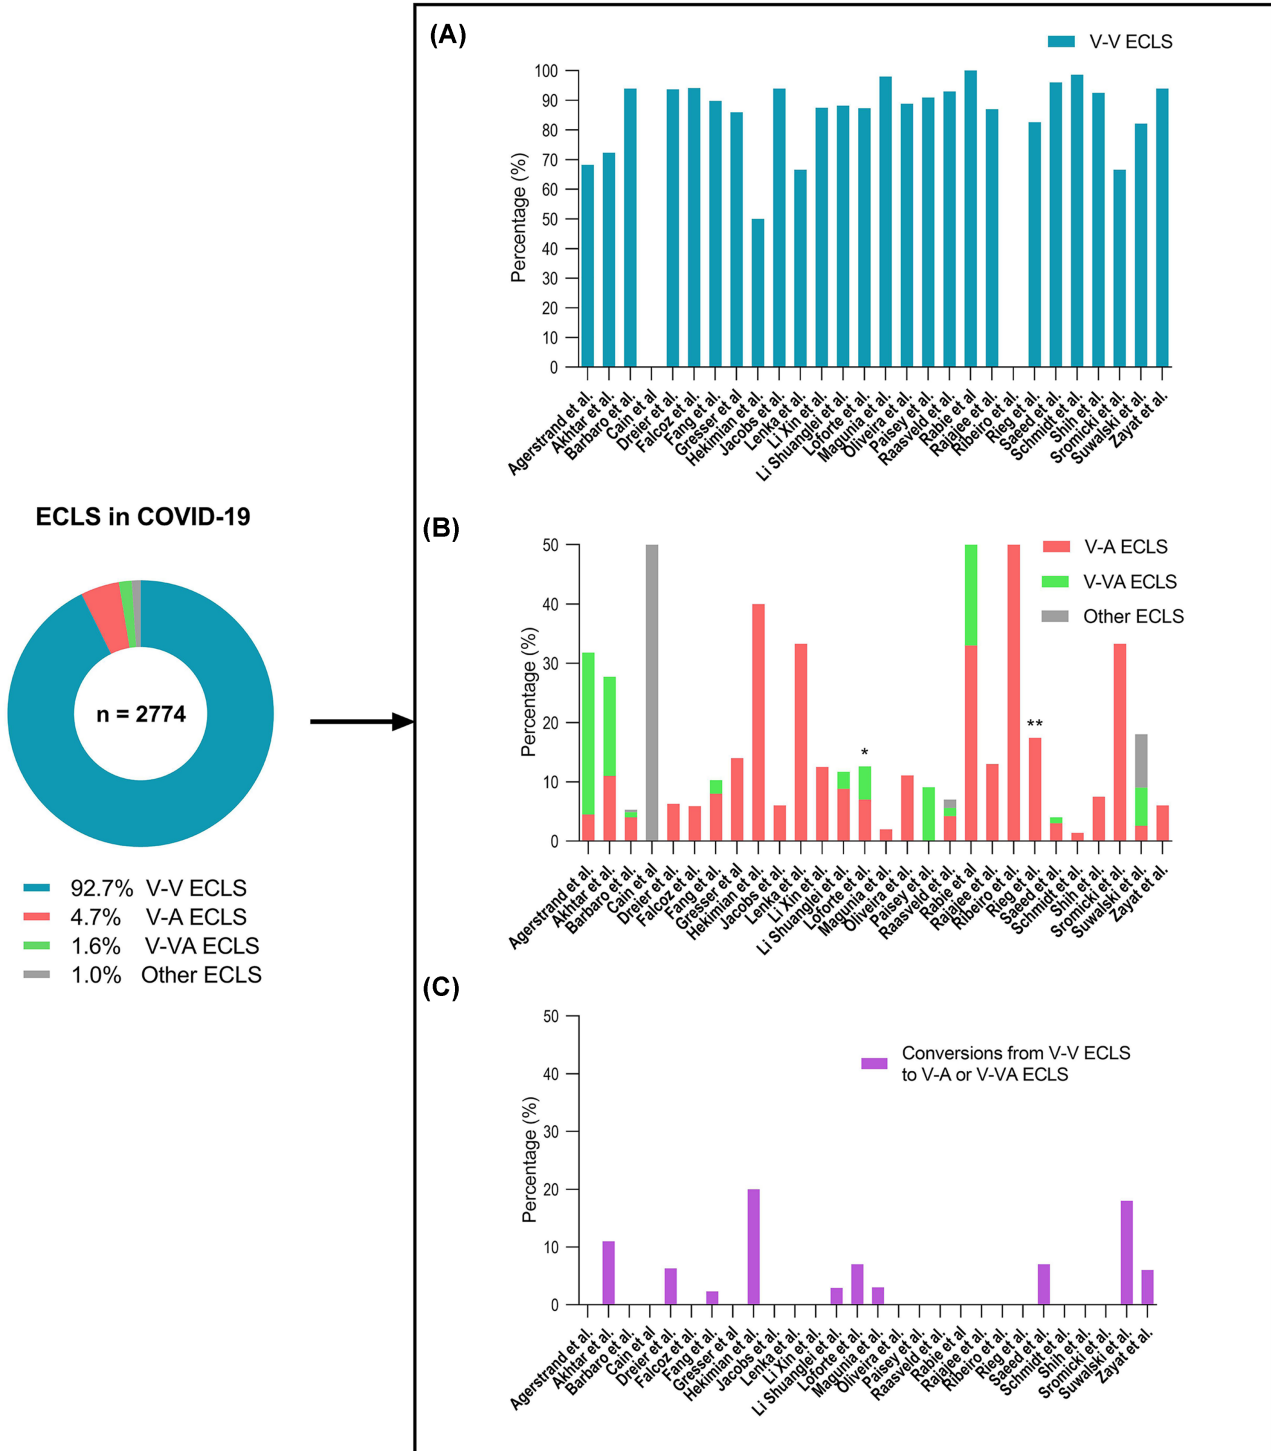 ECLS in COVID-19
n = 2774
92.7% V-V ECLS
4.7% V-A ECLS
1.6% V-VA ECLS
1.0% Other ECLS
(A)
V-V ECLS
Percentage (%)
100
90
80
70
60
50
40
30
20
10
0
Agerstrand et al.
Akhtar et al.
Barbaro et al.
Cain et al
Dreier et al.
Falcoz et al.
Fang et al.
Gresser et al
Hekimian et al.
Jacobs et al.
Lenka et al.
Li Xin et al.
Li Shuanglei et al.
Loforte et al.
Magunia et al.
Oliveira et al.
Paisey et al.
Raasveld et al.
Rabie et al
Rajajee et al.
Ribeiro et al.
Rieg et al.
Saeed et al.
Schmidt et al.
Shih et al.
Sromicki et al.
Suwalski et al.
Zayat et al.
(B)
V-A ECLS
V-VA ECLS
Other ECLS
Percentage (%)
50
40
30
20
10
0
*
**
Agerstrand et al.
Akhtar et al.
Barbaro et al.
Cain et al
Dreier et al.
Falcoz et al.
Fang et al.
Gresser et al
Hekimian et al.
Jacobs et al.
Lenka et al.
Li Xin et al.
Li Shuanglei et al.
Loforte et al.
Magunia et al.
Oliveira et al.
Paisey et al.
Raasveld et al.
Rabie et al
Rajajee et al.
Ribeiro et al.
Rieg et al.
Saeed et al.
Schmidt et al.
Shih et al.
Sromicki et al.
Suwalski et al.
Zayat et al.
(C)
Conversions from V-V ECLS
to V-A or V-VA ECLS
Percentage (%)
50
40
30
20
10
0
Agerstrand et al.
Akhtar et al.
Barbaro et al.
Cain et al
Dreier et al.
Falcoz et al.
Fang et al.
Gresser et al
Hekimian et al.
Jacobs et al.
Lenka et al.
Li Xin et al.
Li Shuanglei et al.
Loforte et al.
Magunia et al.
Oliveira et al.
Paisey et al.
Raasveld et al.
Rabie et al
Rajajee et al.
Ribeiro et al.
Rieg et al.
Saeed et al.
Schmidt et al.
Shih et al.
Sromicki et al.
Suwalski et al.
Zayat et al.